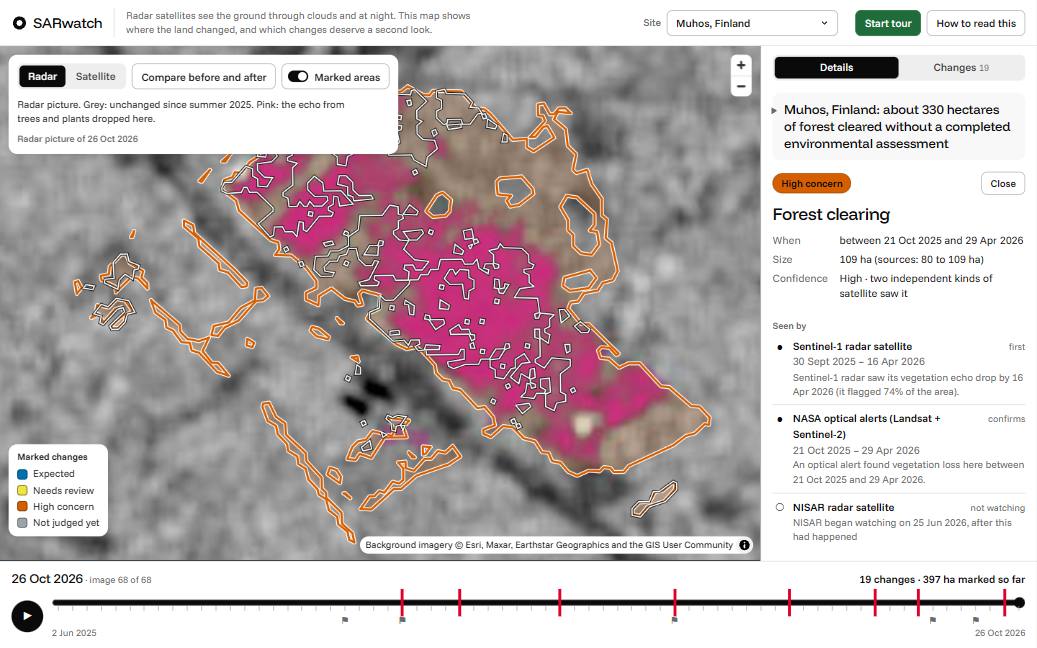 SARwatch
Radar satellites see the ground through clouds and at night. This map shows
where the land changed, and which changes deserve a second look.
Site
Muhos, Finland
Start tour
How to read this
Radar
Satellite
Compare before and after
Marked areas
Radar picture. Grey: unchanged since summer 2025. Pink: the echo from
trees and plants dropped here.
Radar picture of 26 Oct 2026
+
−
Marked changes
Expected
Needs review
High concern
Not judged yet
Background imagery © Esri, Maxar, Earthstar Geographics and the GIS User Community
Details
Changes 19
Muhos, Finland: about 330 hectares
of forest cleared without a completed
environmental assessment
High concern
Close
Forest clearing
When between 21 Oct 2025 and 29 Apr 2026
Size 109 ha (sources: 80 to 109 ha)
Confidence High · two independent kinds of
satellite saw it
Seen by
Sentinel-1 radar satellite first
30 Sept 2025 – 16 Apr 2026
Sentinel-1 radar saw its vegetation echo drop by 16
Apr 2026 (it flagged 74% of the area).
NASA optical alerts (Landsat + confirms
Sentinel-2)
21 Oct 2025 – 29 Apr 2026
An optical alert found vegetation loss here between
21 Oct 2025 and 29 Apr 2026.
NISAR radar satellite not watching
NISAR began watching on 25 Jun 2026, after this
had happened
26 Oct 2026 · image 68 of 68
19 changes · 397 ha marked so far
2 Jun 2025
26 Oct 2026